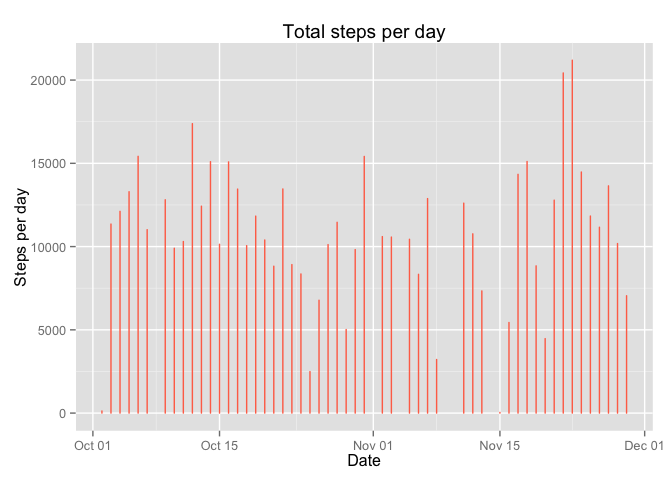 Total steps per day
Steps per day
20000
15000
10000
5000
0
Oct 01
Oct 15
Nov 01
Nov 15
Dec 01
Date